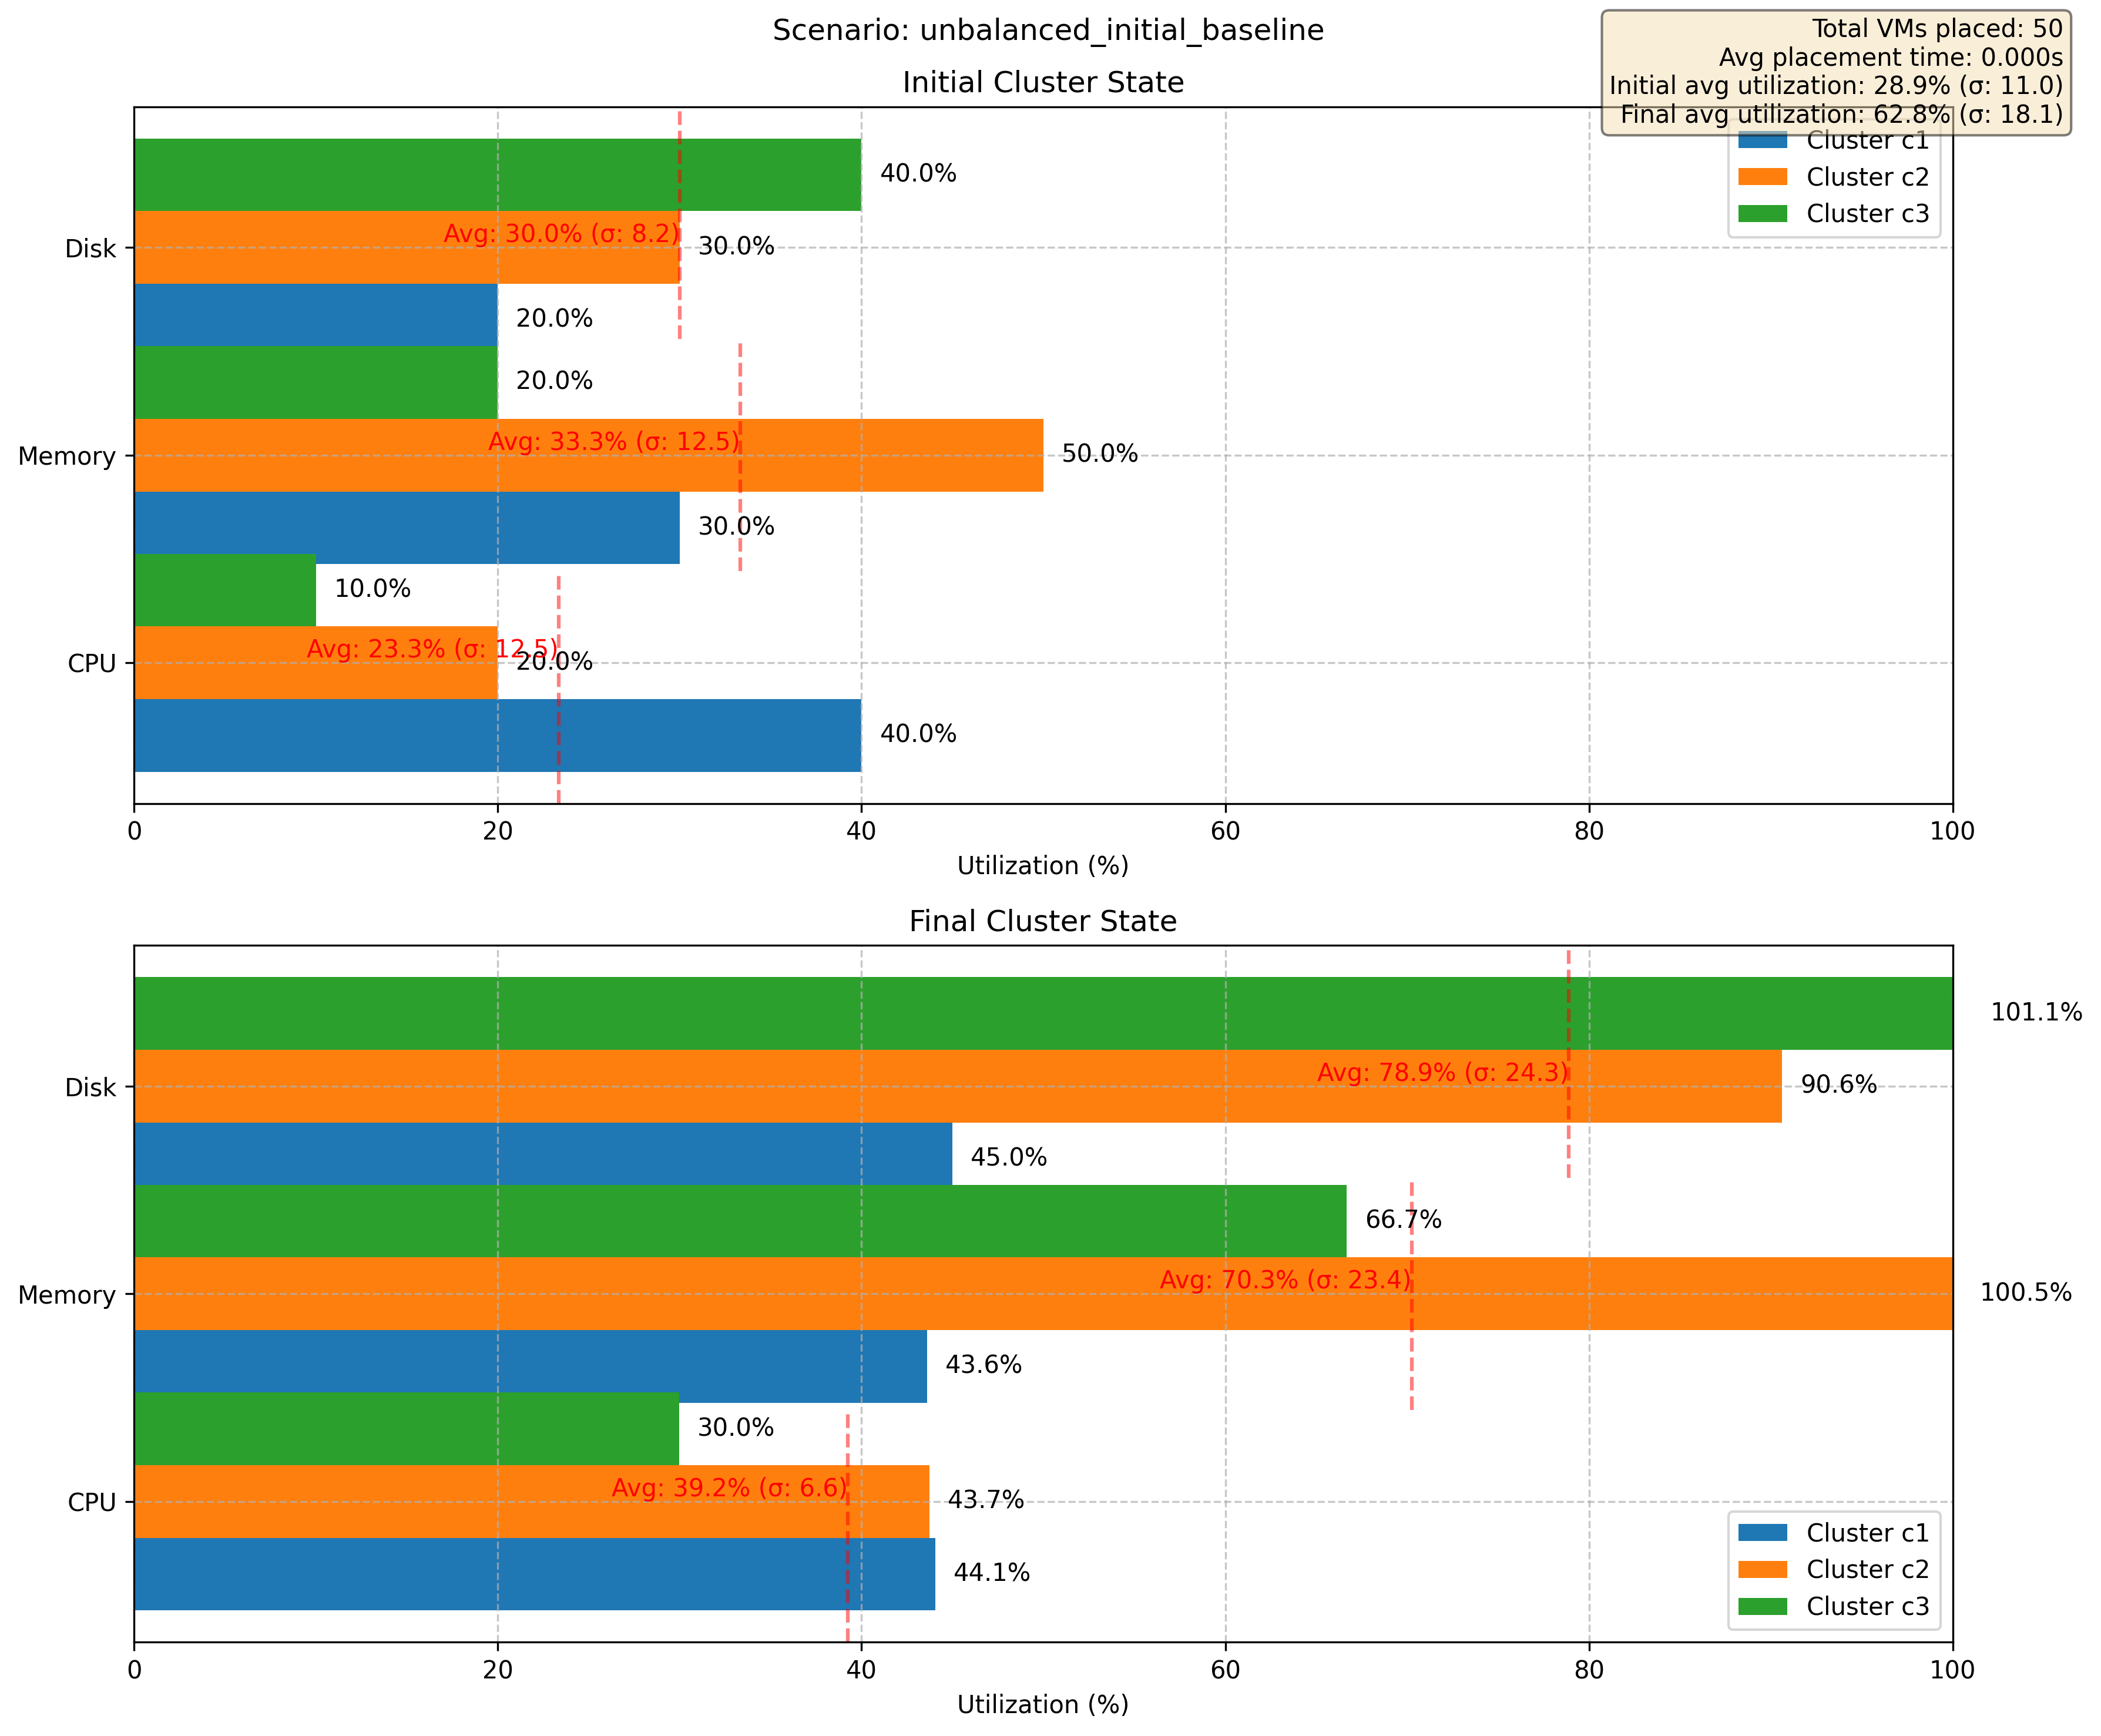 Scenario: unbalanced_initial_baseline
Total VMs placed: 50
Avg placement time: 0.000s
Initial avg utilization: 28.9% (σ: 11.0)
Final avg utilization: 62.8% (σ: 18.1)
Initial Cluster State
Cluster c1
Cluster c2
Cluster c3
40.0%
Disk
Avg: 30.0% (σ: 8.2)
30.0%
20.0%
20.0%
Memory
Avg: 33.3% (σ: 12.5)
50.0%
30.0%
10.0%
CPU
Avg: 23.3% (σ: 12.5)
20.0%
40.0%
0 20 40 60 80 100
Utilization (%)
Final Cluster State
101.1%
Disk
Avg: 78.9% (σ: 24.3)
90.6%
45.0%
66.7%
Memory
Avg: 70.3% (σ: 23.4)
100.5%
43.6%
30.0%
CPU
Avg: 39.2% (σ: 6.6)
43.7%
44.1%
Cluster c1
Cluster c2
Cluster c3
0 20 40 60 80 100
Utilization (%)